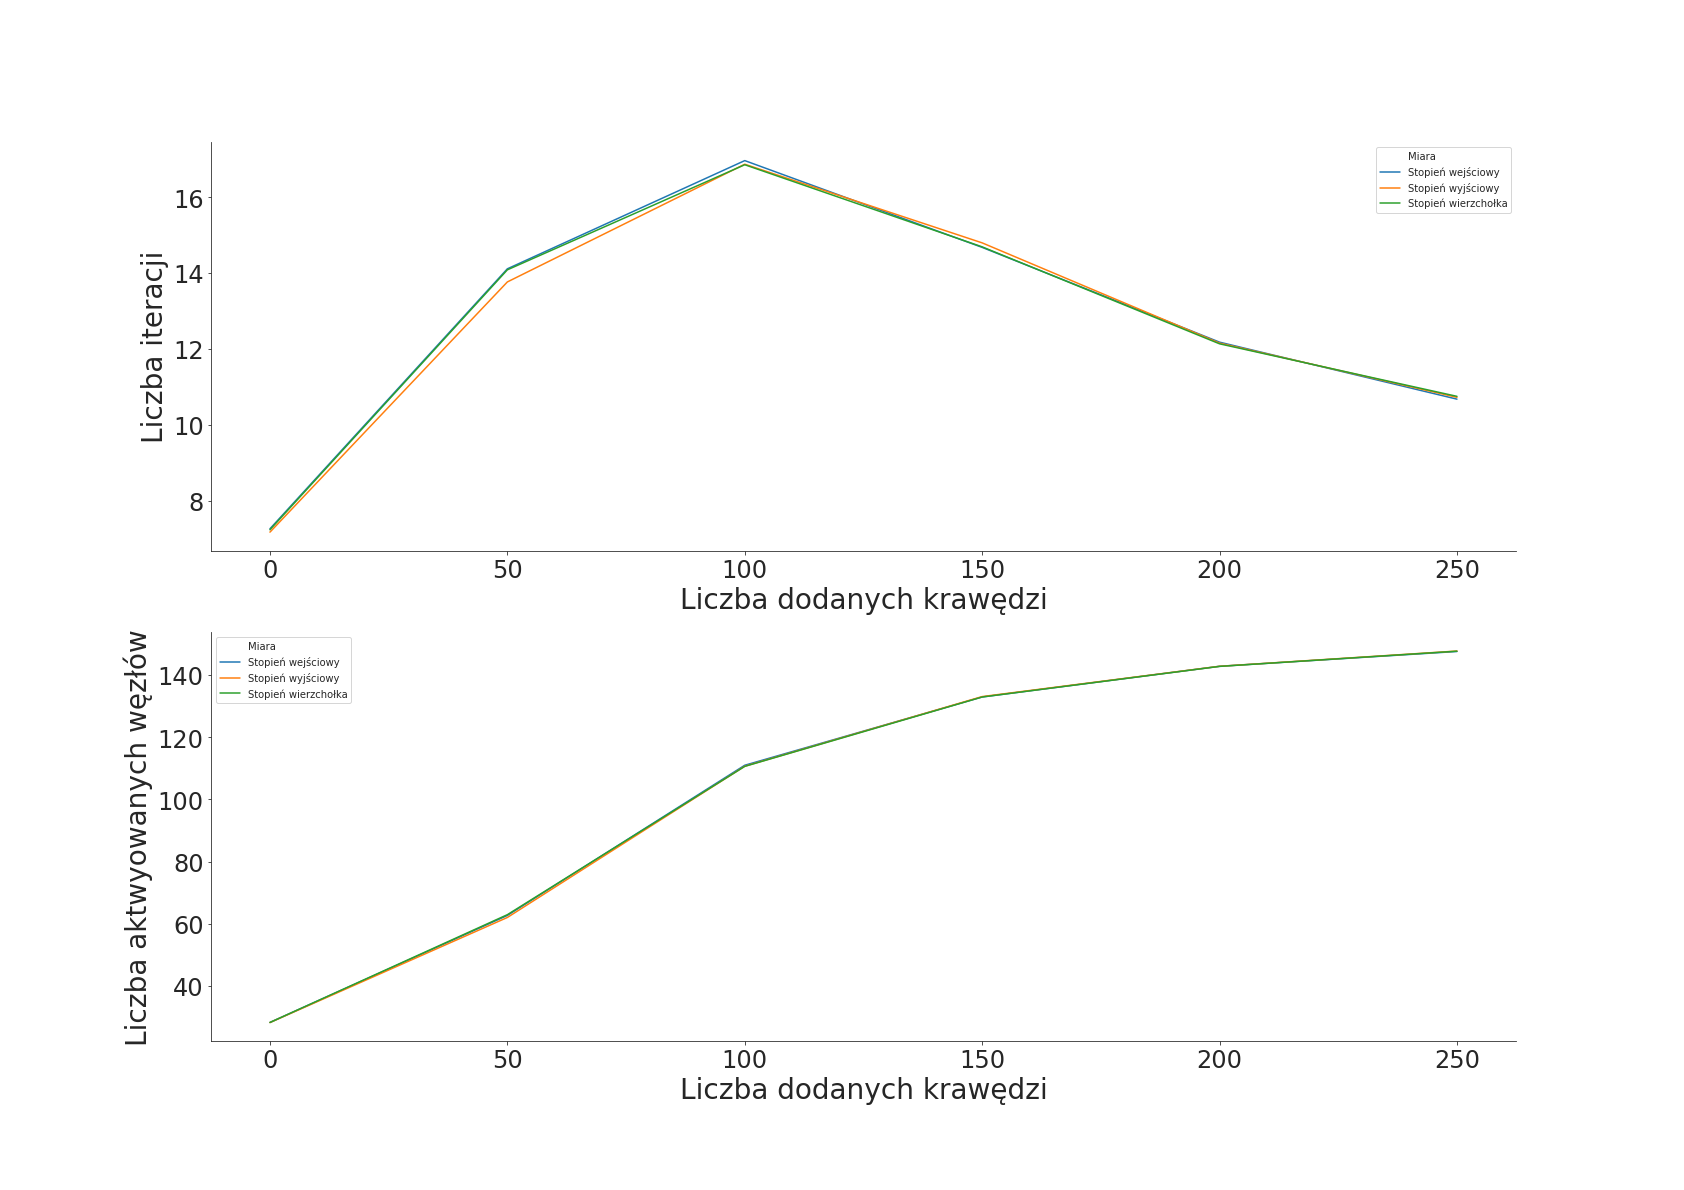 Liczba iteracji
16
14
12
10
8
Miara
Stopień wejściowy
Stopień wyjściowy
Stopień wierzchołka
0 50 100 150 200 250
Liczba dodanych krawędzi
Liczba aktwyowanych węzłów
140
120
100
80
60
40
Miara
Stopień wejściowy
Stopień wyjściowy
Stopień wierzchołka
0 50 100 150 200 250
Liczba dodanych krawędzi